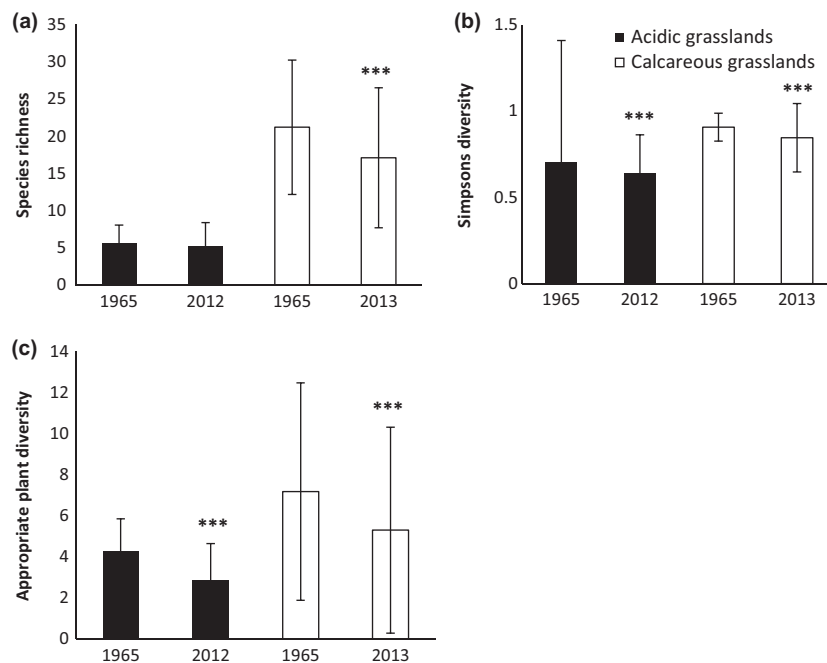 (a)
Species richness
35
30
25
20
15
10
5
0
***
1965 2012 1965 2013
(b)
Simpsons diversity
1.5
1
0.5
0
Acidic grasslands
Calcareous grasslands
***
***
1965 2012 1965 2013
(c)
Appropriate plant diversity
14
12
10
8
6
4
2
0
***
***
1965 2012 1965 2013